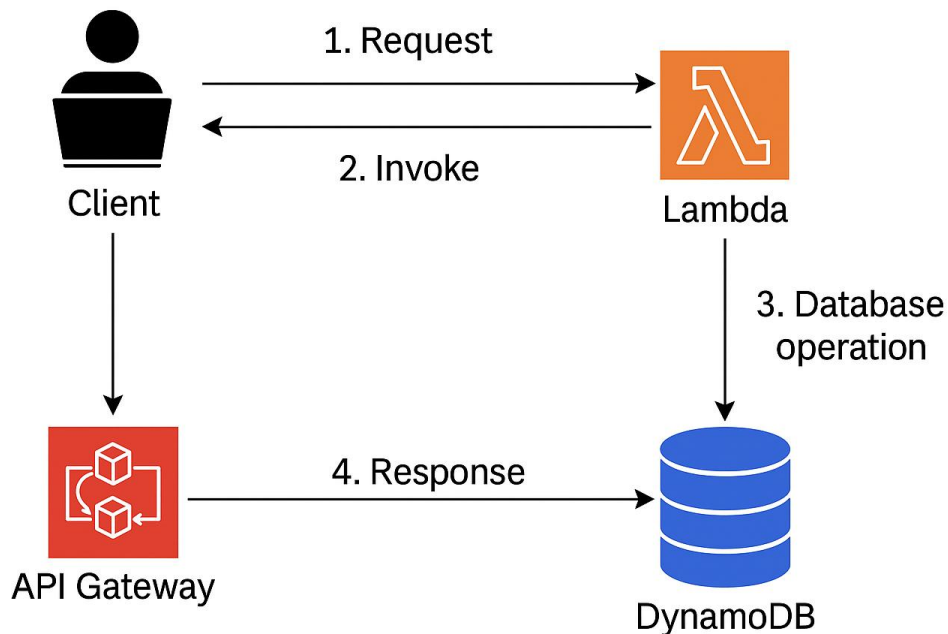 1. Request
2. Invoke
Client
Lambda
3. Database
operation
4. Response
API Gateway
DynamoDB